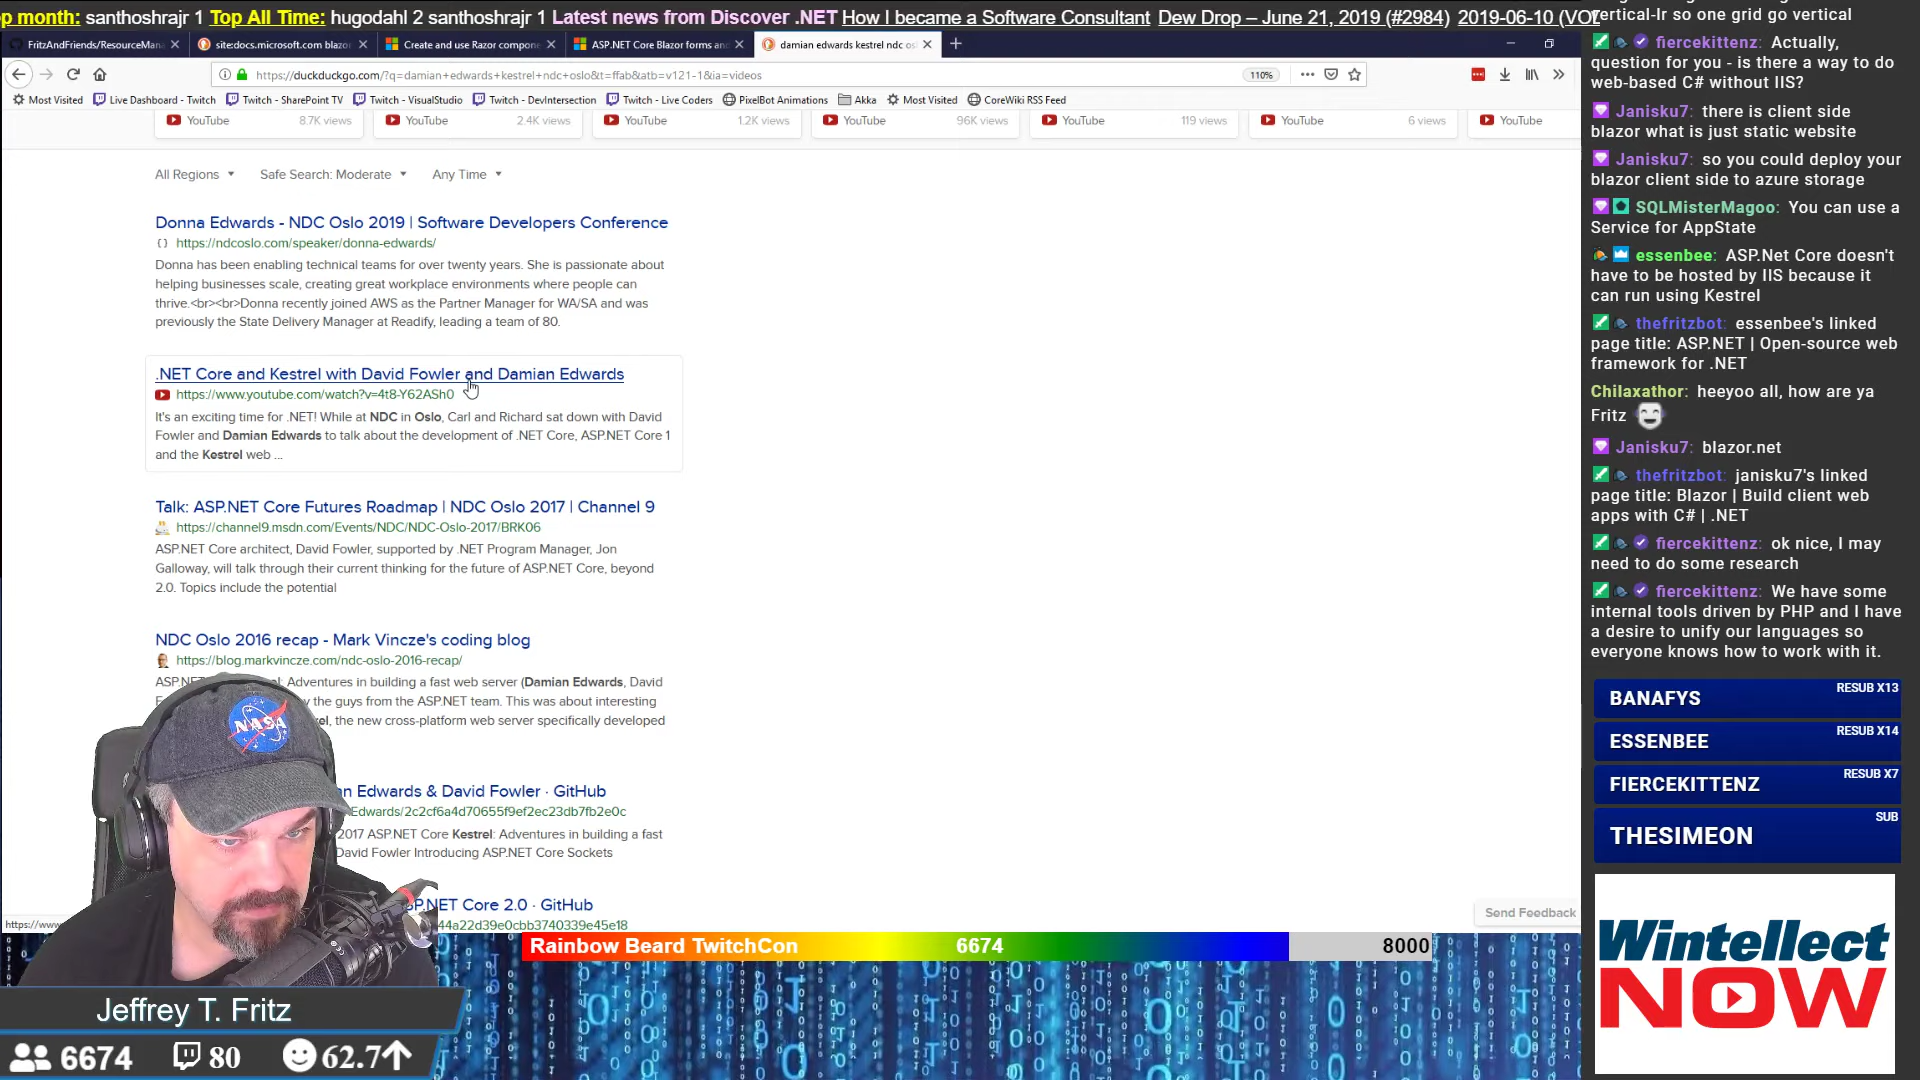 op month: santhoshrajr 1 Top All Time: hugodahl 2 santhoshrajr 1 Latest news from Discover .NET How I became a Software Consultant Dew Drop – June 21, 2019 (#2984) 2019-06-10 (VOL
FritzAndFriends/ResourceMan site:docs.microsoft.com blazo Create and use Razor compone ASP.NET Core Blazor forms and damian edwards kestrel ndc os
https://duckduckgo.com/?q=damian+edwards+kestrel+ndc+oslo&t=ffab&atb=v121-1&ia=videos 110%
Most Visited Live Dashboard - Twitch Twitch - SharePoint TV Twitch - VisualStudio Twitch - DevIntersection Twitch - Live Coders PixelBot Animations Akka Most Visited CoreWiki RSS Feed
YouTube 8.7K views YouTube 2.4K views YouTube 1.2K views YouTube 96K views YouTube 119 views YouTube 6 views YouTube
All Regions Safe Search: Moderate Any Time
Donna Edwards - NDC Oslo 2019 | Software Developers Conference
https://ndcoslo.com/speaker/donna-edwards/
Donna has been enabling technical teams for over twenty years. She is passionate about
helping businesses scale, creating great workplace environments where people can
thrive.<br><br>Donna recently joined AWS as the Partner Manager for WA/SA and was
previously the State Delivery Manager at Readify, leading a team of 80.
.NET Core and Kestrel with David Fowler and Damian Edwards
https://www.youtube.com/watch?v=4t8-Y62ASh0
It's an exciting time for .NET! While at NDC in Oslo, Carl and Richard sat down with David
Fowler and Damian Edwards to talk about the development of .NET Core, ASP.NET Core 1
and the Kestrel web ...
Talk: ASP.NET Core Futures Roadmap | NDC Oslo 2017 | Channel 9
https://channel9.msdn.com/Events/NDC/NDC-Oslo-2017/BRK06
ASP.NET Core architect, David Fowler, supported by .NET Program Manager, Jon
Galloway, will talk through their current thinking for the future of ASP.NET Core, beyond
2.0. Topics include the potential
NDC Oslo 2016 recap - Mark Vincze's coding blog
https://blog.markvincze.com/ndc-oslo-2016-recap/
ASP.NE : Adventures in building a fast web server (Damian Edwards, David
y the guys from the ASP.NET team. This was about interesting
el, the new cross-platform web server specifically developed
n Edwards & David Fowler · GitHub
Edwards/2c2cf6a4d70655f9ef2ec23db7fb2e0c
2017 ASP.NET Core Kestrel: Adventures in building a fast
David Fowler Introducing ASP.NET Core Sockets
SP.NET Core 2.0 · GitHub
44a22d39e0cbb3740339e45e18
https://www
Send Feedback
NASA
Rainbow Beard TwitchCon 6674 8000
Jeffrey T. Fritz
6674 80 62.7
vertical-lr so one grid go vertical
fiercekittenz: Actually,
question for you - is there a way to do
web-based C# without IIS?
Janisku7: there is client side
blazor what is just static website
Janisku7: so you could deploy your
blazor client side to azure storage
SQLMisterMagoo: You can use a
Service for AppState
essenbee: ASP.Net Core doesn't
have to be hosted by IIS because it
can run using Kestrel
thefritzbot: essenbee's linked
page title: ASP.NET | Open-source web
framework for .NET
Chilaxathor: heeyoo all, how are ya
Fritz
Janisku7: blazor.net
thefritzbot: janisku7's linked
page title: Blazor | Build client web
apps with C# | .NET
fiercekittenz: ok nice, I may
need to do some research
fiercekittenz: We have some
internal tools driven by PHP and I have
a desire to unify our languages so
everyone knows how to work with it.
BANAFYS RESUB X13
ESSENBEE RESUB X14
FIERCEKITTENZ RESUB X7
THESIMEON SUB
Wintellect
NOW